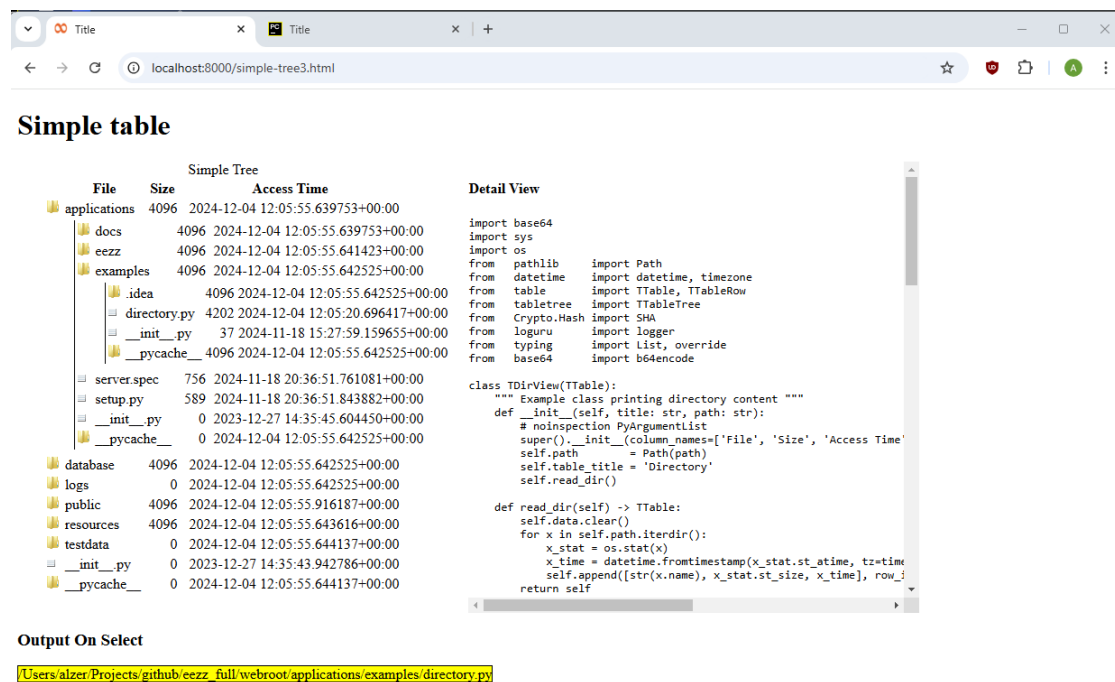 Title
Title
localhost:8000/simple-tree3.html
A
Simple table
Simple Tree
File Size Access Time
applications 4096 2024-12-04 12:05:55.639753+00:00
docs 4096 2024-12-04 12:05:55.639753+00:00
eezz 4096 2024-12-04 12:05:55.641423+00:00
examples 4096 2024-12-04 12:05:55.642525+00:00
.idea 4096 2024-12-04 12:05:55.642525+00:00
directory.py 4202 2024-12-04 12:05:20.696417+00:00
__init__.py 37 2024-11-18 15:27:59.159655+00:00
__pycache__ 4096 2024-12-04 12:05:55.642525+00:00
server.spec 756 2024-11-18 20:36:51.761081+00:00
setup.py 589 2024-11-18 20:36:51.843882+00:00
__init__.py 0 2023-12-27 14:35:45.604450+00:00
__pycache__ 0 2024-12-04 12:05:55.642525+00:00
database 4096 2024-12-04 12:05:55.642525+00:00
logs 0 2024-12-04 12:05:55.642525+00:00
public 4096 2024-12-04 12:05:55.916187+00:00
resources 4096 2024-12-04 12:05:55.643616+00:00
testdata 0 2024-12-04 12:05:55.644137+00:00
__init__.py 0 2023-12-27 14:35:43.942786+00:00
__pycache__ 0 2024-12-04 12:05:55.644137+00:00
Detail View
import base64
import sys
import os
from pathlib import Path
from datetime import datetime, timezone
from table import TTable, TTableRow
from tabletree import TTableTree
from Crypto.Hash import SHA
from loguru import logger
from typing import List, override
from base64 import b64encode
class TDirView(TTable):
""" Example class printing directory content """
def __init__(self, title: str, path: str):
# noinspection PyArgumentList
super().__init__(column_names=['File', 'Size', 'Access Time'
self.path = Path(path)
self.table_title = 'Directory'
self.read_dir()
def read_dir(self) -> TTable:
self.data.clear()
for x in self.path.iterdir():
x_stat = os.stat(x)
x_time = datetime.fromtimestamp(x_stat.st_atime, tz=time
self.append([str(x.name), x_stat.st_size, x_time], row_i
return self
Output On Select
/Users/alzer/Projects/github/eezz_full/webroot/applications/examples/directory.py